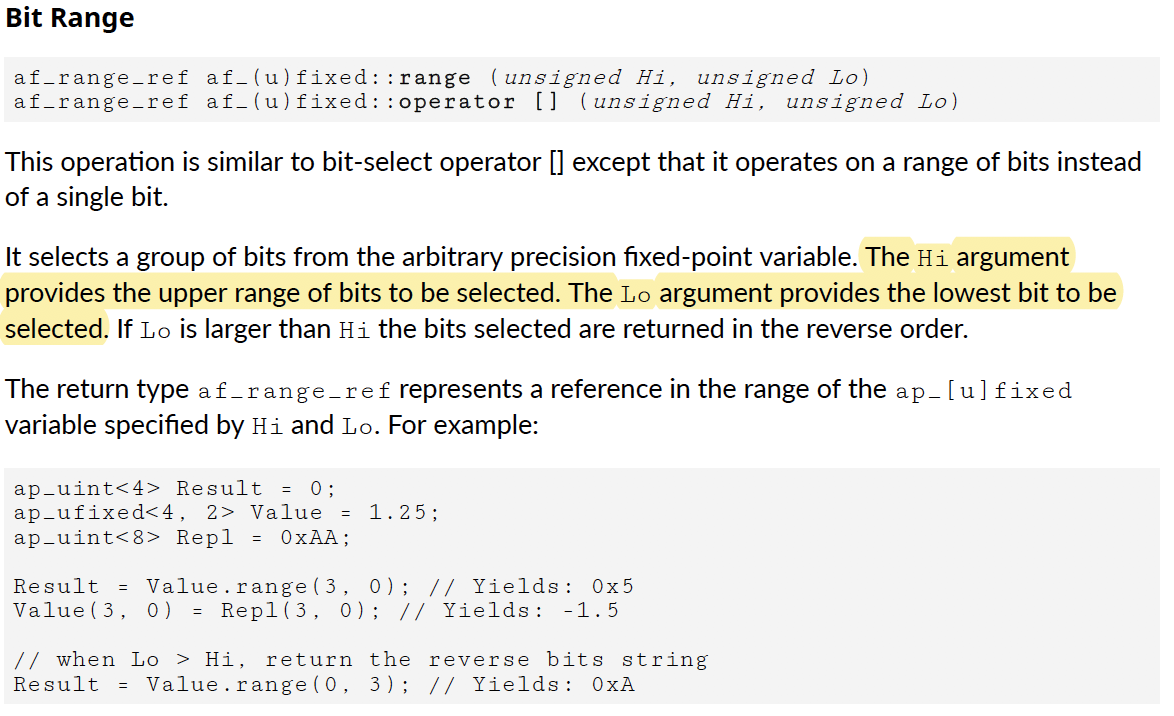 Bit Range
af_range_ref af_(u)fixed::range (unsigned Hi, unsigned Lo)
af_range_ref af_(u)fixed::operator [] (unsigned Hi, unsigned Lo)
This operation is similar to bit-select operator [] except that it operates on a range of bits instead
of a single bit.
It selects a group of bits from the arbitrary precision fixed-point variable. The Hi argument
provides the upper range of bits to be selected. The Lo argument provides the lowest bit to be
selected. If Lo is larger than Hi the bits selected are returned in the reverse order.
The return type af_range_ref represents a reference in the range of the ap_[u]fixed
variable specified by Hi and Lo. For example:
ap_uint<4> Result = 0;
ap_ufixed<4, 2> Value = 1.25;
ap_uint<8> Repl = 0xAA;
Result = Value.range(3, 0); // Yields: 0x5
Value(3, 0) = Repl(3, 0); // Yields: -1.5
// when Lo > Hi, return the reverse bits string
Result = Value.range(0, 3); // Yields: 0xA